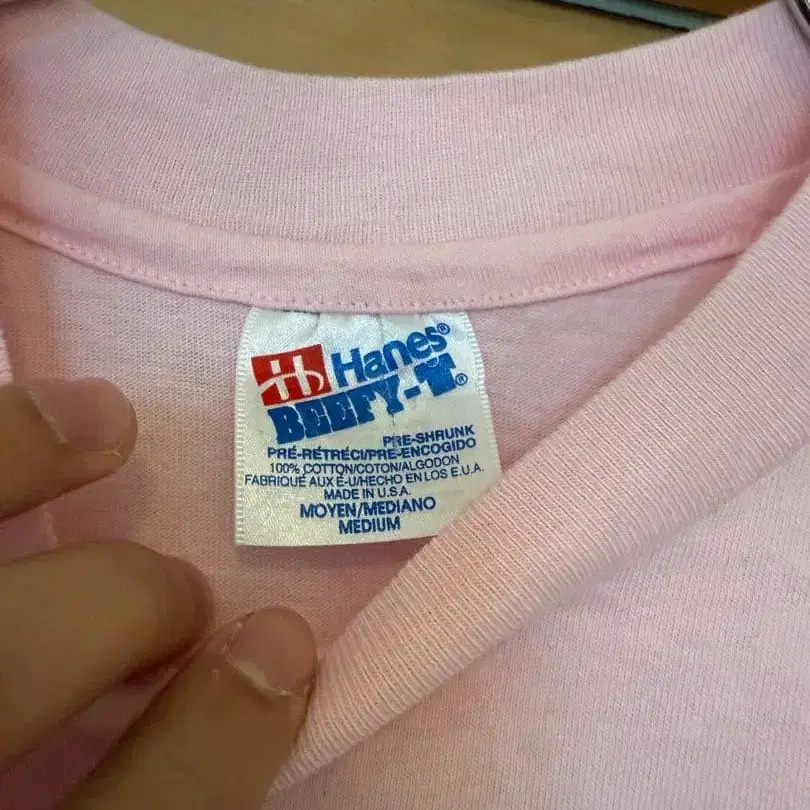 H Hanes®
BEEFY-T®
PRE-SHRUNK
PRÉ-RÉTRÉCI/PRE-ENCOGIDO
100% COTTON/COTON/ALGODON
FABRIQUÉ AUX É-U/HECHO EN LOS E.U.A.
MADE IN U.S.A.
MOYEN/MEDIANO
MEDIUM